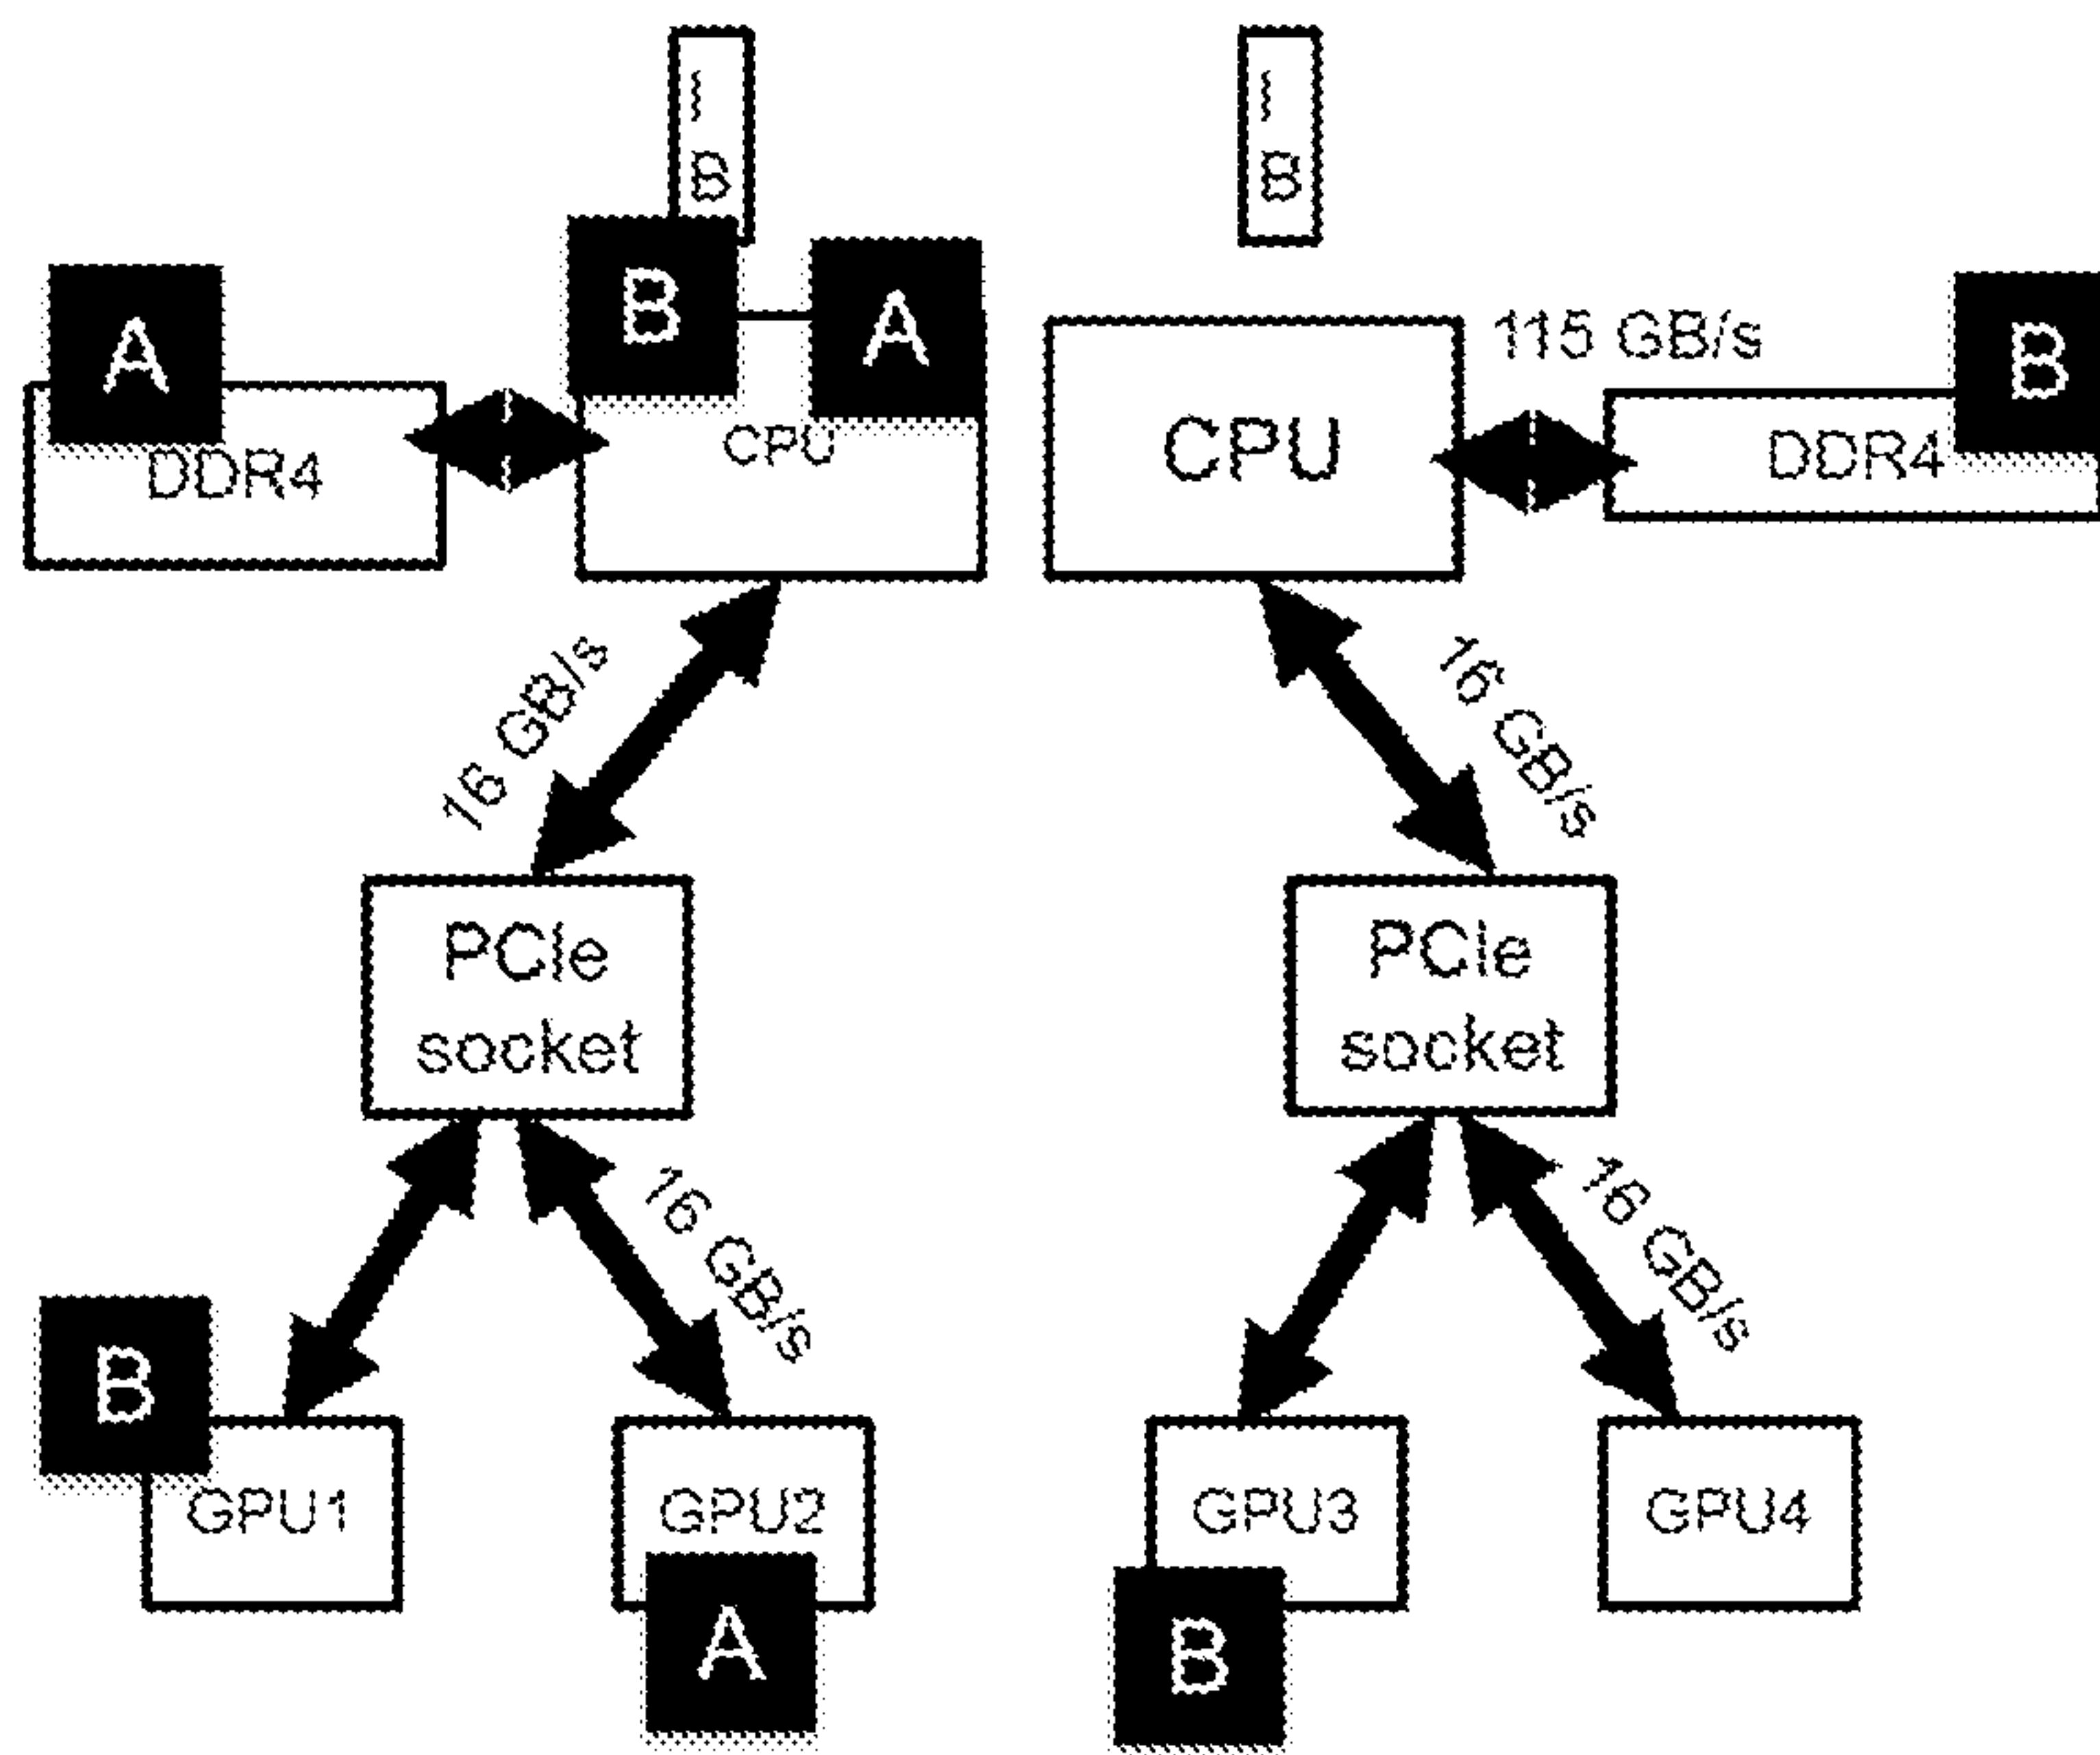 I
B
I
B
A
B
A
B
115 GB/s
DDR4
CPU
CPU
DDR4
16 GB/s
16 GB/s
PCIe
socket
PCIe
socket
16 GB/s
16 GB/s
B
GPU1
GPU2
GPU3
GPU4
A
B